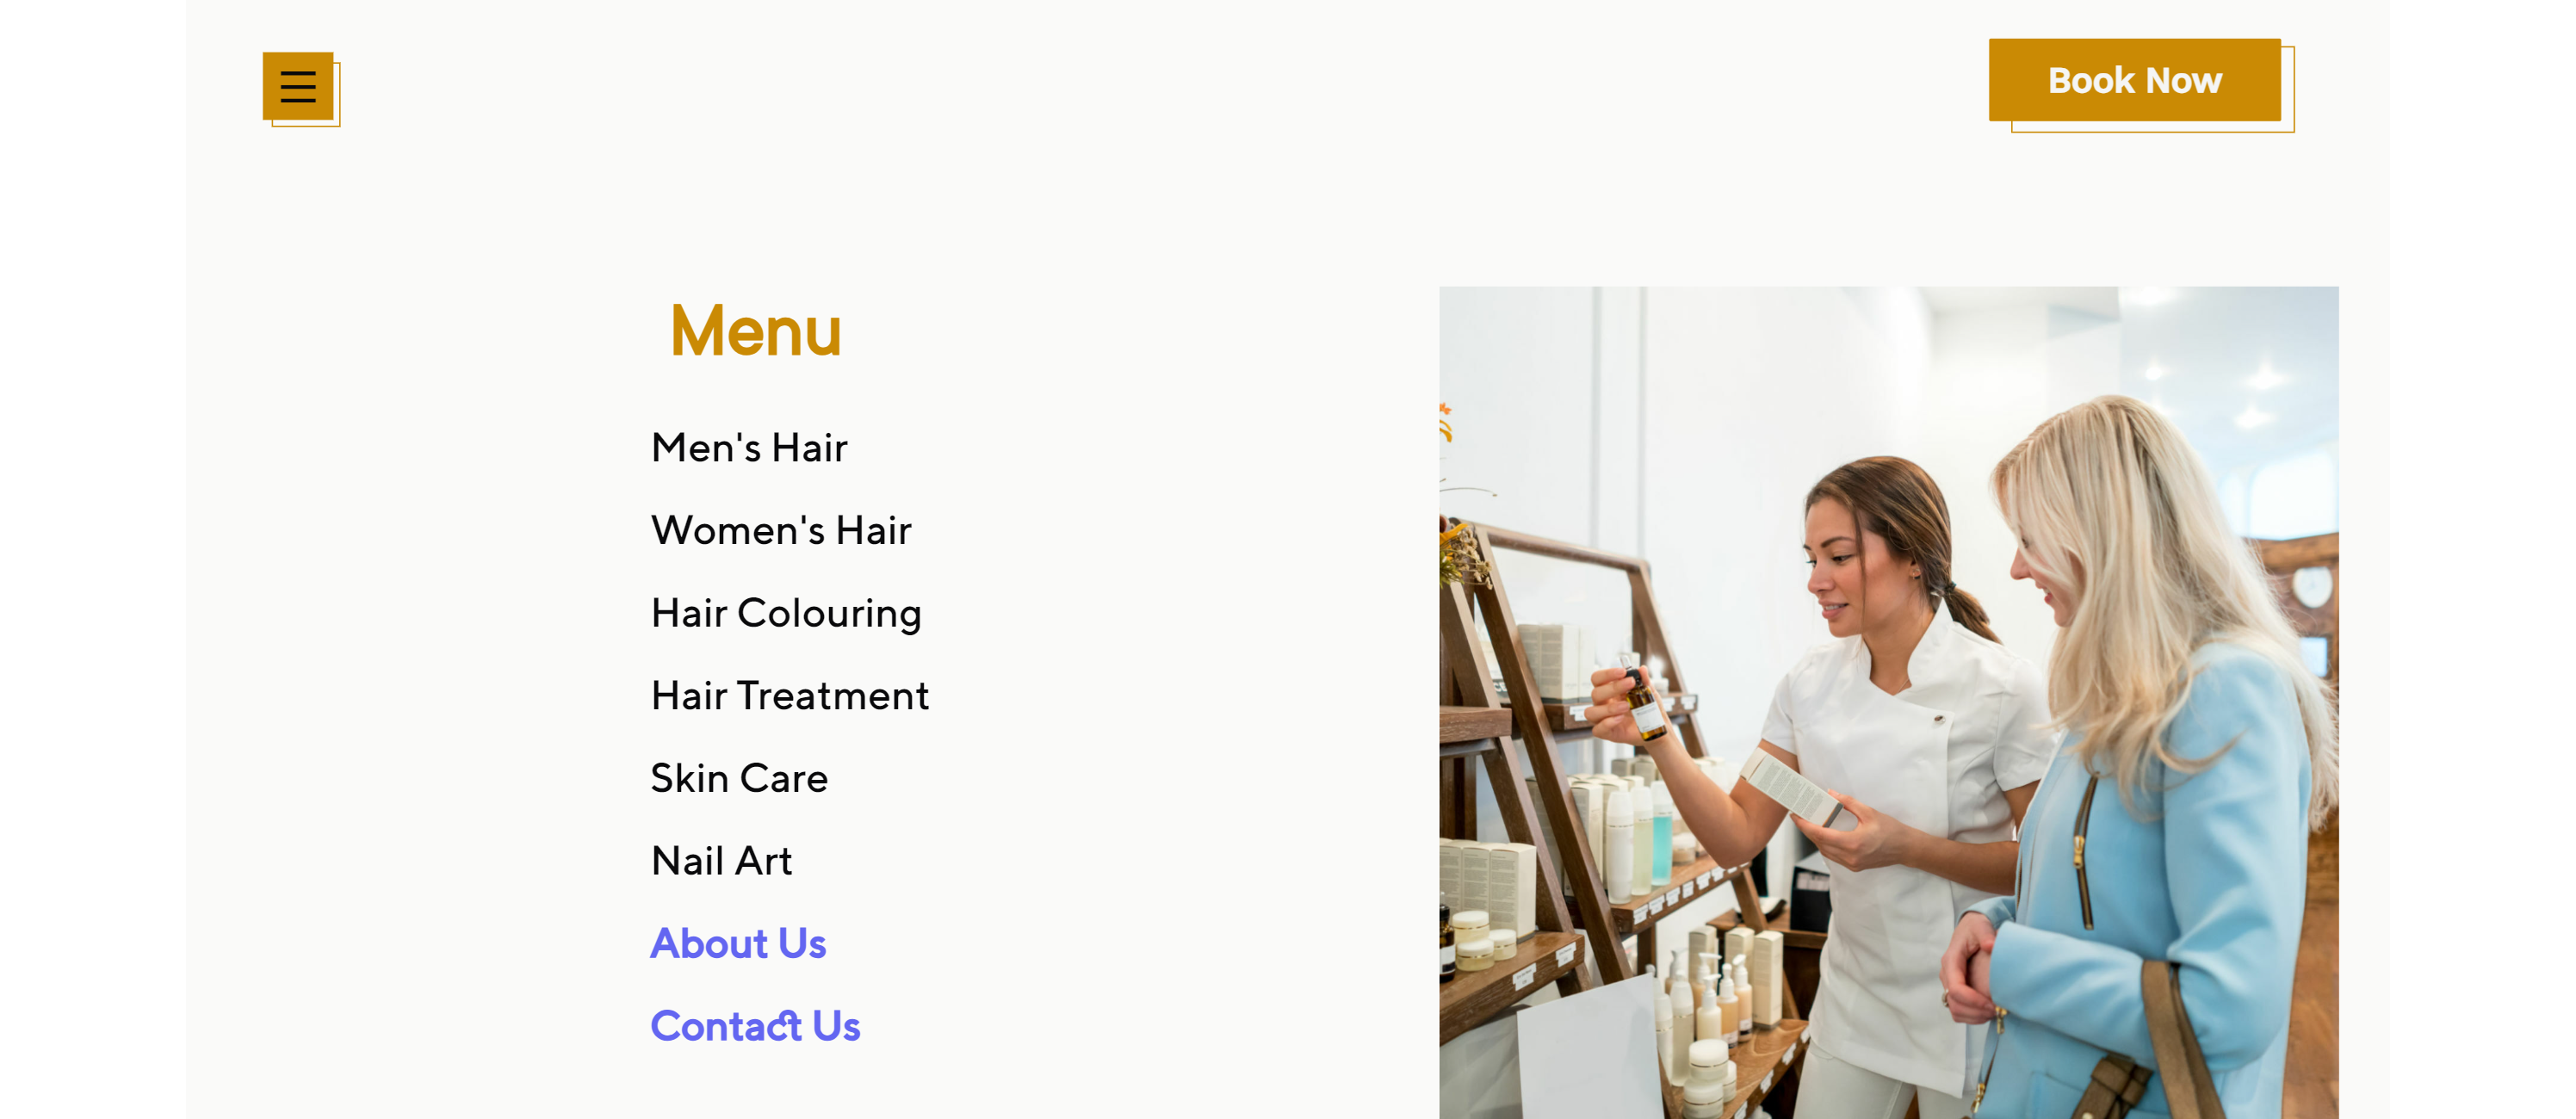 Book Now
Menu
Men's Hair
Women's Hair
Hair Colouring
Hair Treatment
Skin Care
Nail Art
About Us
Contact Us